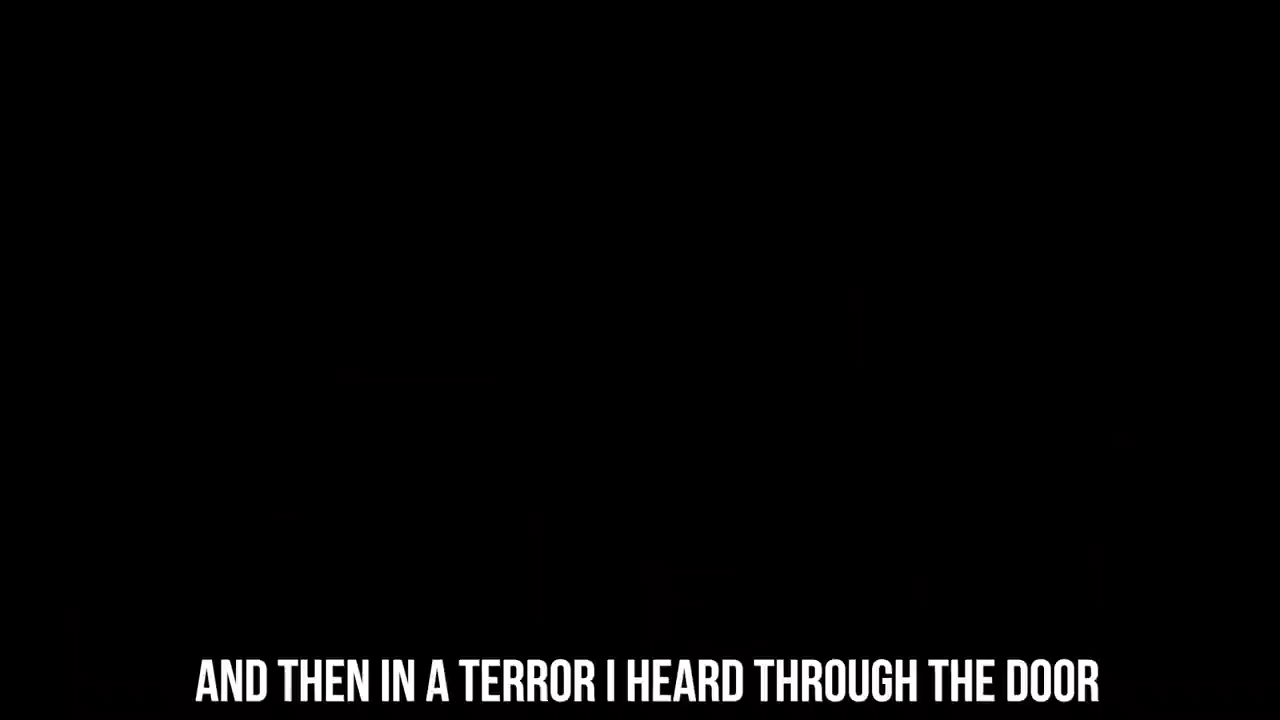 AND THEN IN A TERROR I HEARD THROUGH THE DOOR